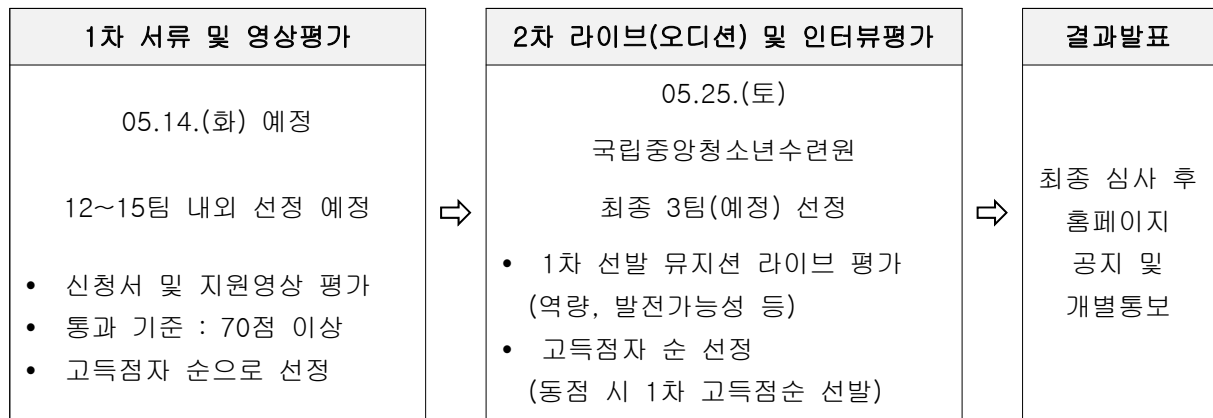 1차 서류 및 영상평가
05.14.(화) 예정
12~15팀 내외 선정 예정
• 신청서 및 지원영상 평가
• 통과 기준 : 70점 이상
• 고득점자 순으로 선정
⇨
2차 라이브(오디션) 및 인터뷰평가
05.25.(토)
국립중앙청소년수련원
최종 3팀(예정) 선정
• 1차 선발 뮤지션 라이브 평가
(역량, 발전가능성 등)
• 고득점자 순 선정
(동점 시 1차 고득점순 선발)
⇨
결과발표
최종 심사 후
홈페이지
공지 및
개별통보